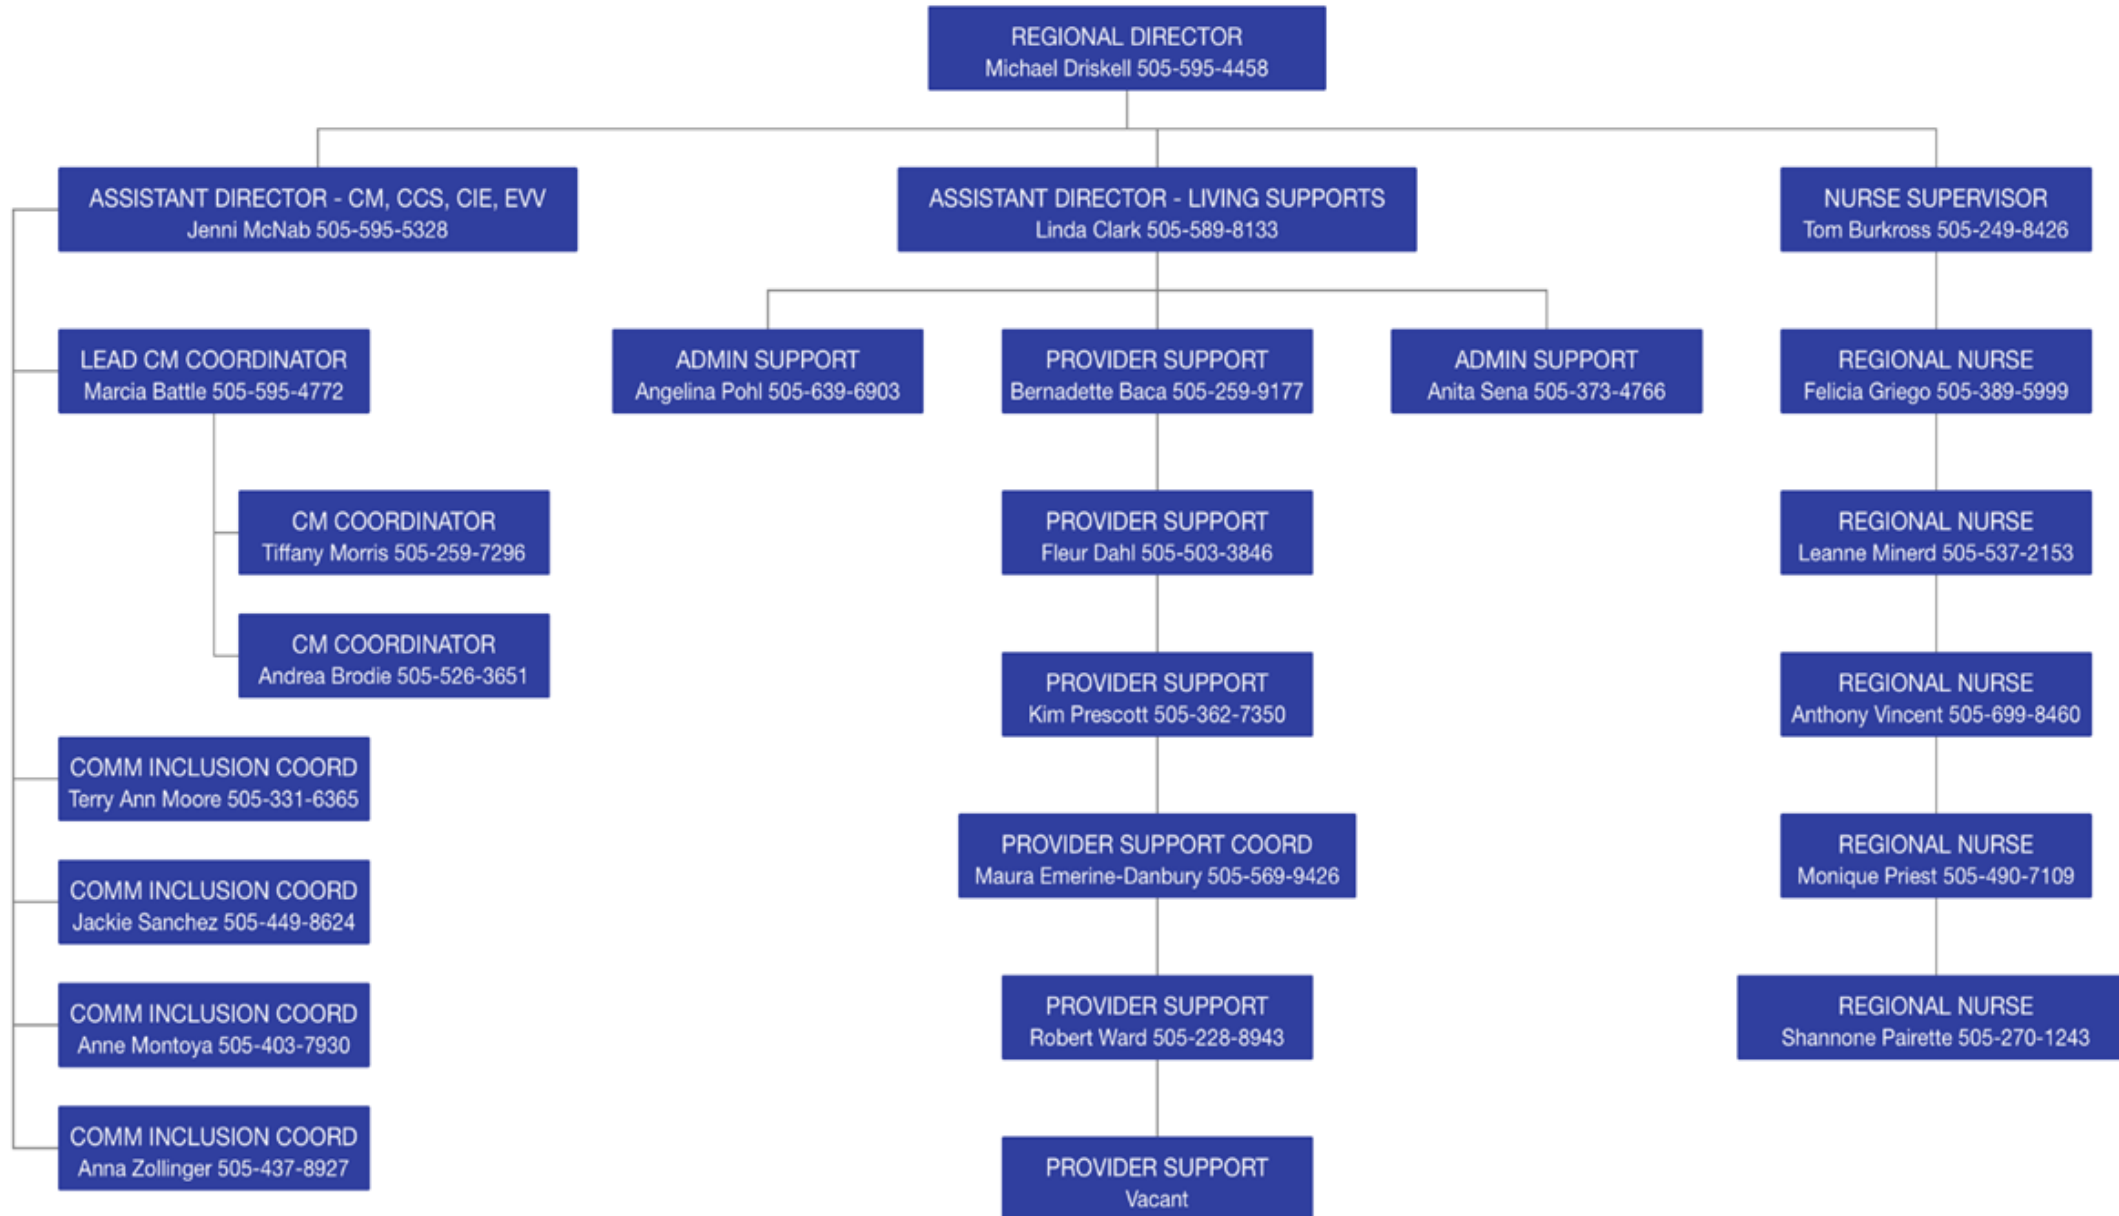 REGIONAL DIRECTOR
Michael Driskell 505-595-4458
ASSISTANT DIRECTOR - CM, CCS, CIE, EVV
Jenni McNab 505-595-5328
ASSISTANT DIRECTOR - LIVING SUPPORTS
Linda Clark 505-589-8133
NURSE SUPERVISOR
Tom Burkross 505-249-8426
LEAD CM COORDINATOR
Marcia Battle 505-595-4772
ADMIN SUPPORT
Angelina Pohl 505-639-6903
PROVIDER SUPPORT
Bernadette Baca 505-259-9177
ADMIN SUPPORT
Anita Sena 505-373-4766
REGIONAL NURSE
Felicia Griego 505-389-5999
CM COORDINATOR
Tiffany Morris 505-259-7296
PROVIDER SUPPORT
Fleur Dahl 505-503-3846
REGIONAL NURSE
Leanne Minerd 505-537-2153
CM COORDINATOR
Andrea Brodie 505-526-3651
PROVIDER SUPPORT
Kim Prescott 505-362-7350
REGIONAL NURSE
Anthony Vincent 505-699-8460
COMM INCLUSION COORD
Terry Ann Moore 505-331-6365
PROVIDER SUPPORT COORD
Maura Emerine-Danbury 505-569-9426
REGIONAL NURSE
Monique Priest 505-490-7109
COMM INCLUSION COORD
Jackie Sanchez 505-449-8624
COMM INCLUSION COORD
Anne Montoya 505-403-7930
PROVIDER SUPPORT
Robert Ward 505-228-8943
REGIONAL NURSE
Shannone Pairette 505-270-1243
COMM INCLUSION COORD
Anna Zollinger 505-437-8927
PROVIDER SUPPORT
Vacant